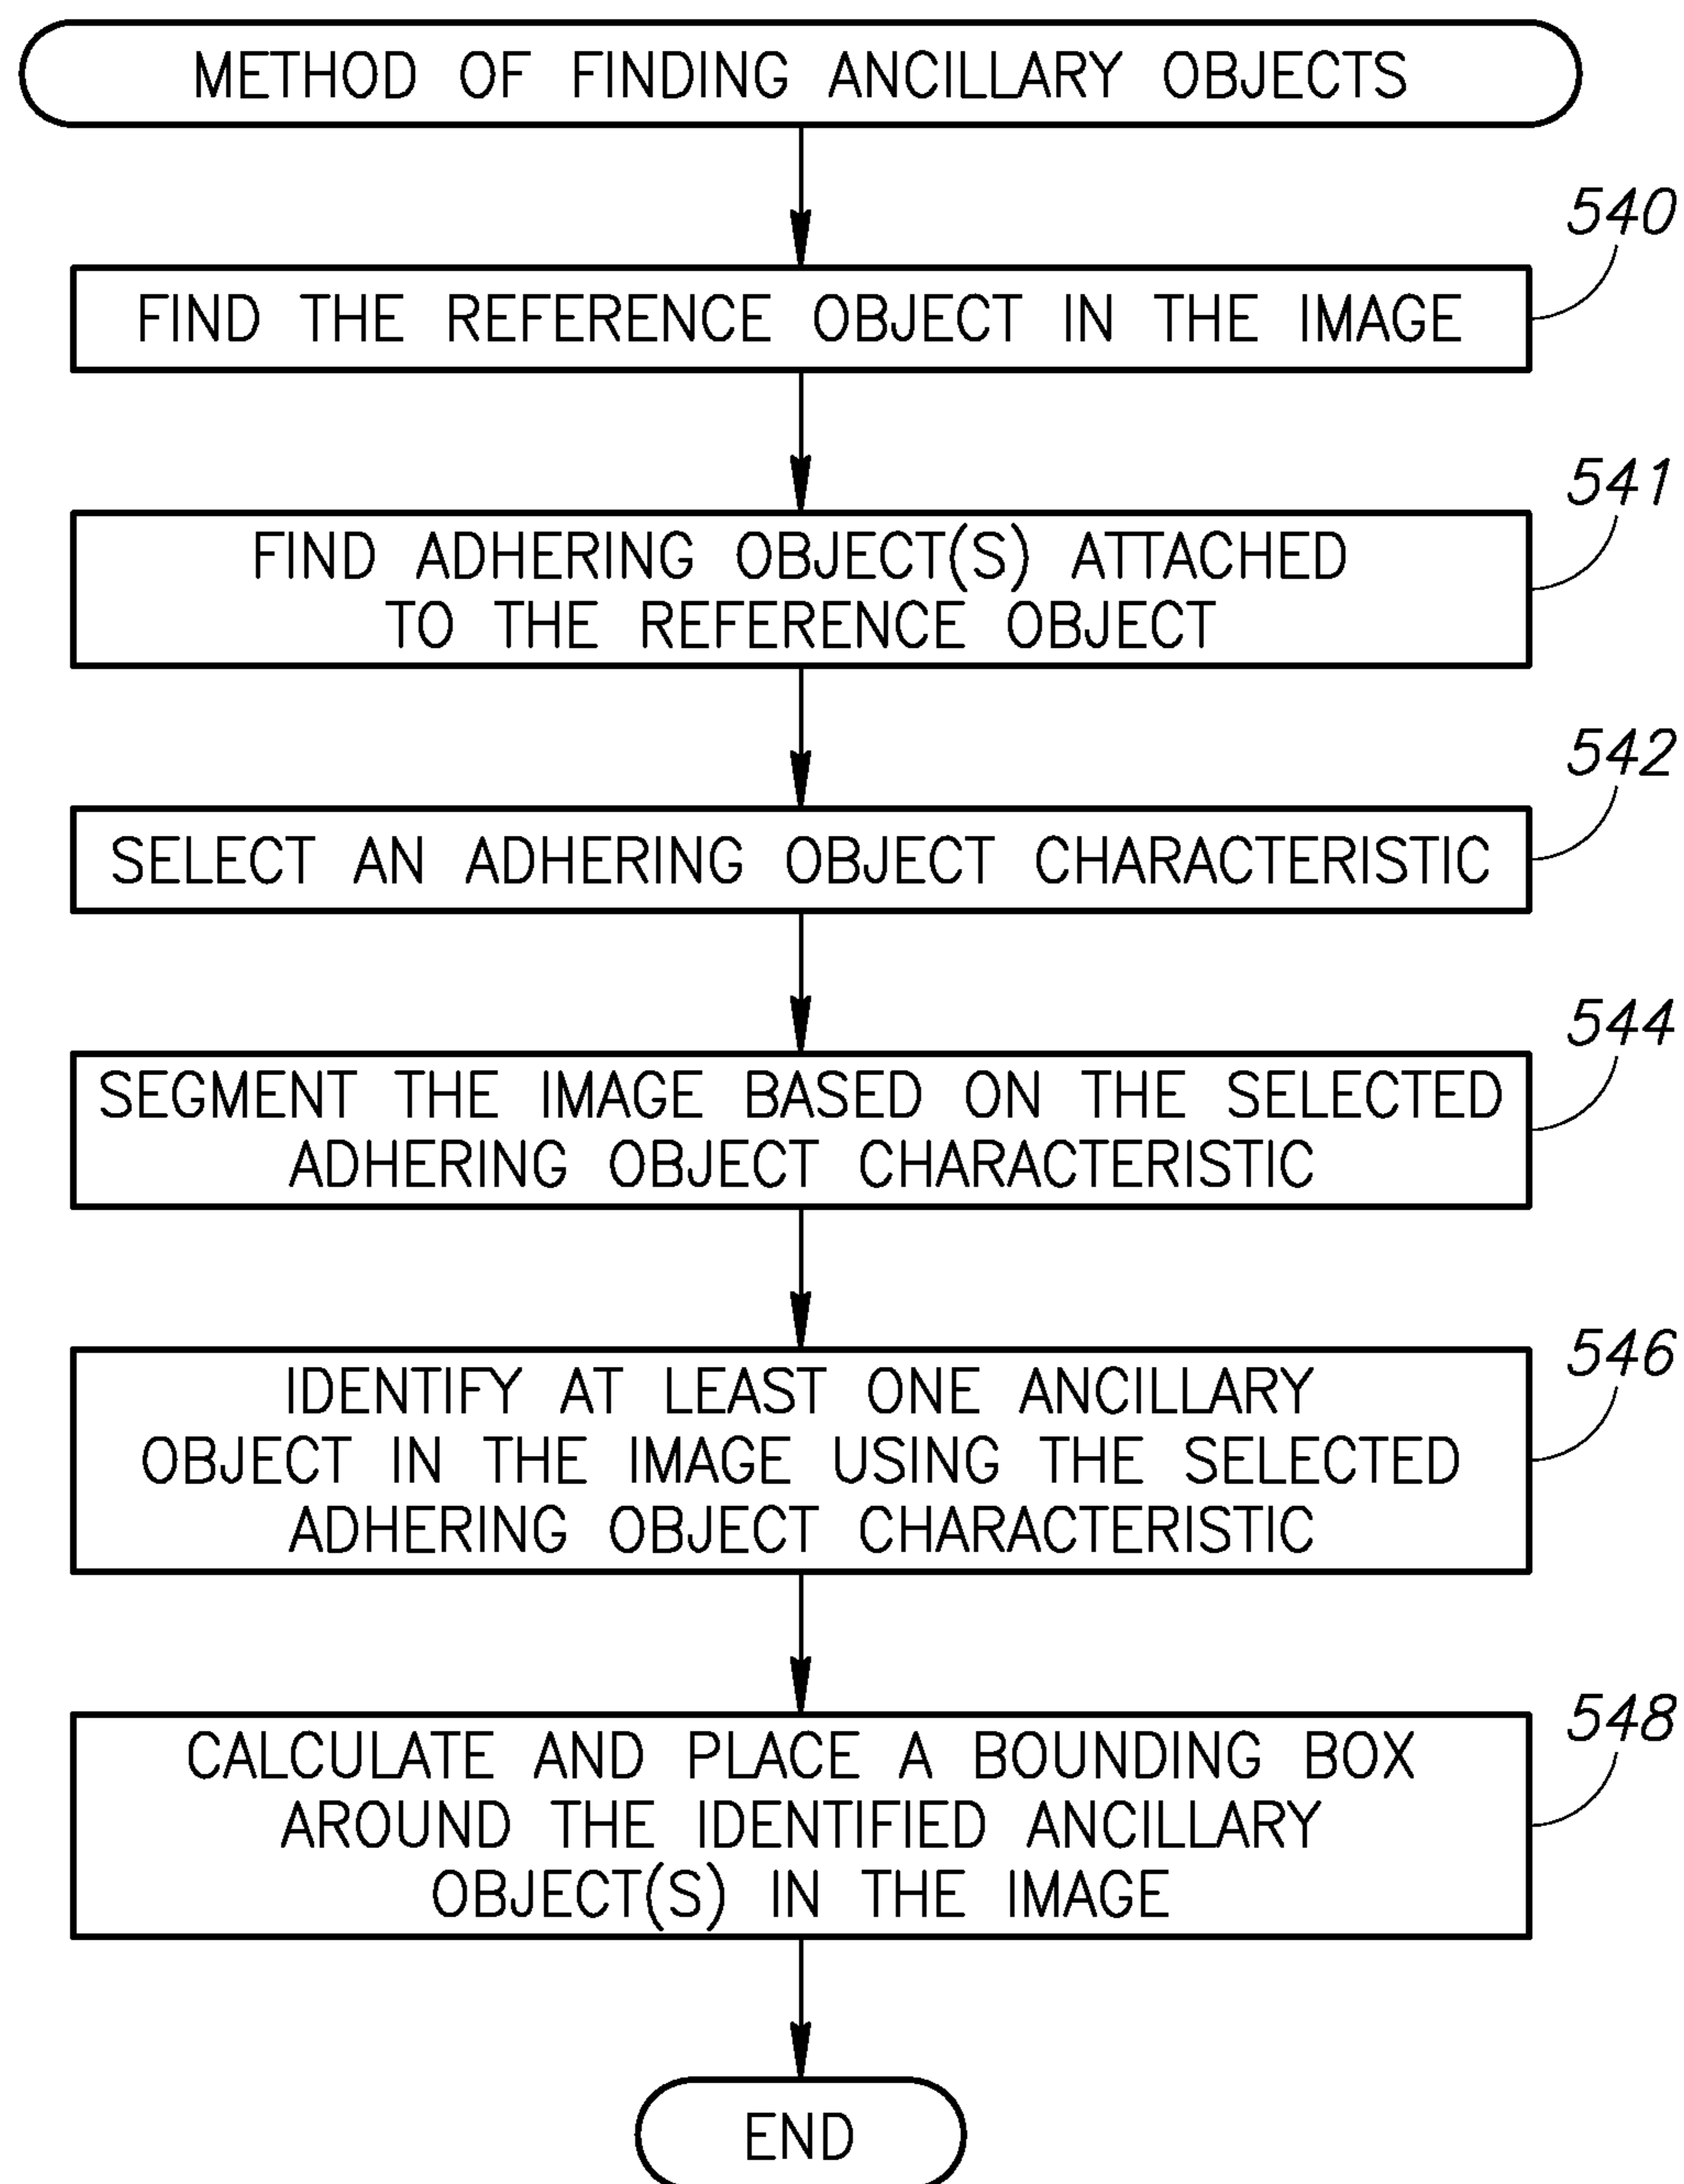 METHOD OF FINDING ANCILLARY OBJECTS
540
FIND THE REFERENCE OBJECT IN THE IMAGE
541
FIND ADHERING OBJECT(S) ATTACHED
TO THE REFERENCE OBJECT
542
SELECT AN ADHERING OBJECT CHARACTERISTIC
544
SEGMENT THE IMAGE BASED ON THE SELECTED
ADHERING OBJECT CHARACTERISTIC
546
IDENTIFY AT LEAST ONE ANCILLARY
OBJECT IN THE IMAGE USING THE SELECTED
ADHERING OBJECT CHARACTERISTIC
548
CALCULATE AND PLACE A BOUNDING BOX
AROUND THE IDENTIFIED ANCILLARY
OBJECT(S) IN THE IMAGE
END